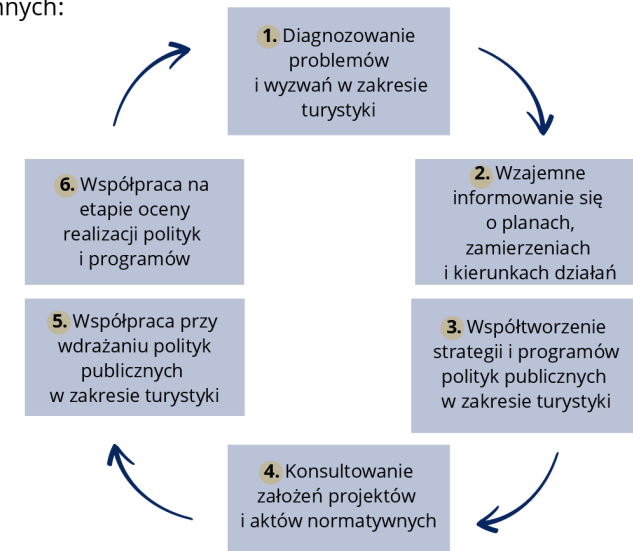 nnych:
1. Diagnozowanie
problemów
i wyzwań w zakresie
turystyki
2. Wzajemne
informowanie się
o planach,
zamierzeniach
i kierunkach działań
3. Współtworzenie
strategii i programów
polityk publicznych
w zakresie turystyki
4. Konsultowanie
założeń projektów
i aktów normatywnych
5. Współpraca przy
wdrażaniu polityk
publicznych
w zakresie turystyki
6. Współpraca na
etapie oceny
realizacji polityk
i programów